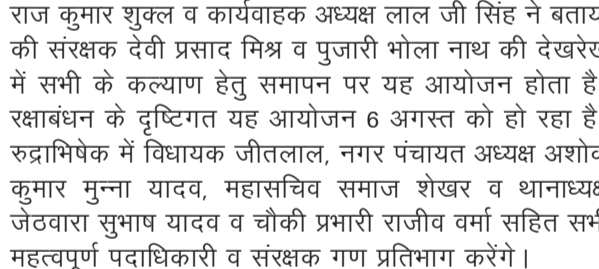 राज कुमार शुक्ल व कार्यवाहक अध्यक्ष लाल जी सिंह ने बताय
की संरक्षक देवी प्रसाद मिश्र व पुजारी भोला नाथ की देखरेख
में सभी के कल्याण हेतु समापन पर यह आयोजन होता है
रक्षाबंधन के दृष्टिगत यह आयोजन 6 अगस्त को हो रहा है
रुद्राभिषेक में विधायक जीतलाल, नगर पंचायत अध्यक्ष अशोक
कुमार मुन्ना यादव, महासचिव समाज शेखर व थानाध्यक्ष
जेठवारा सुभाष यादव व चौकी प्रभारी राजीव वर्मा सहित सभी
महत्वपूर्ण पदाधिकारी व संरक्षक गण प्रतिभाग करेंगे।